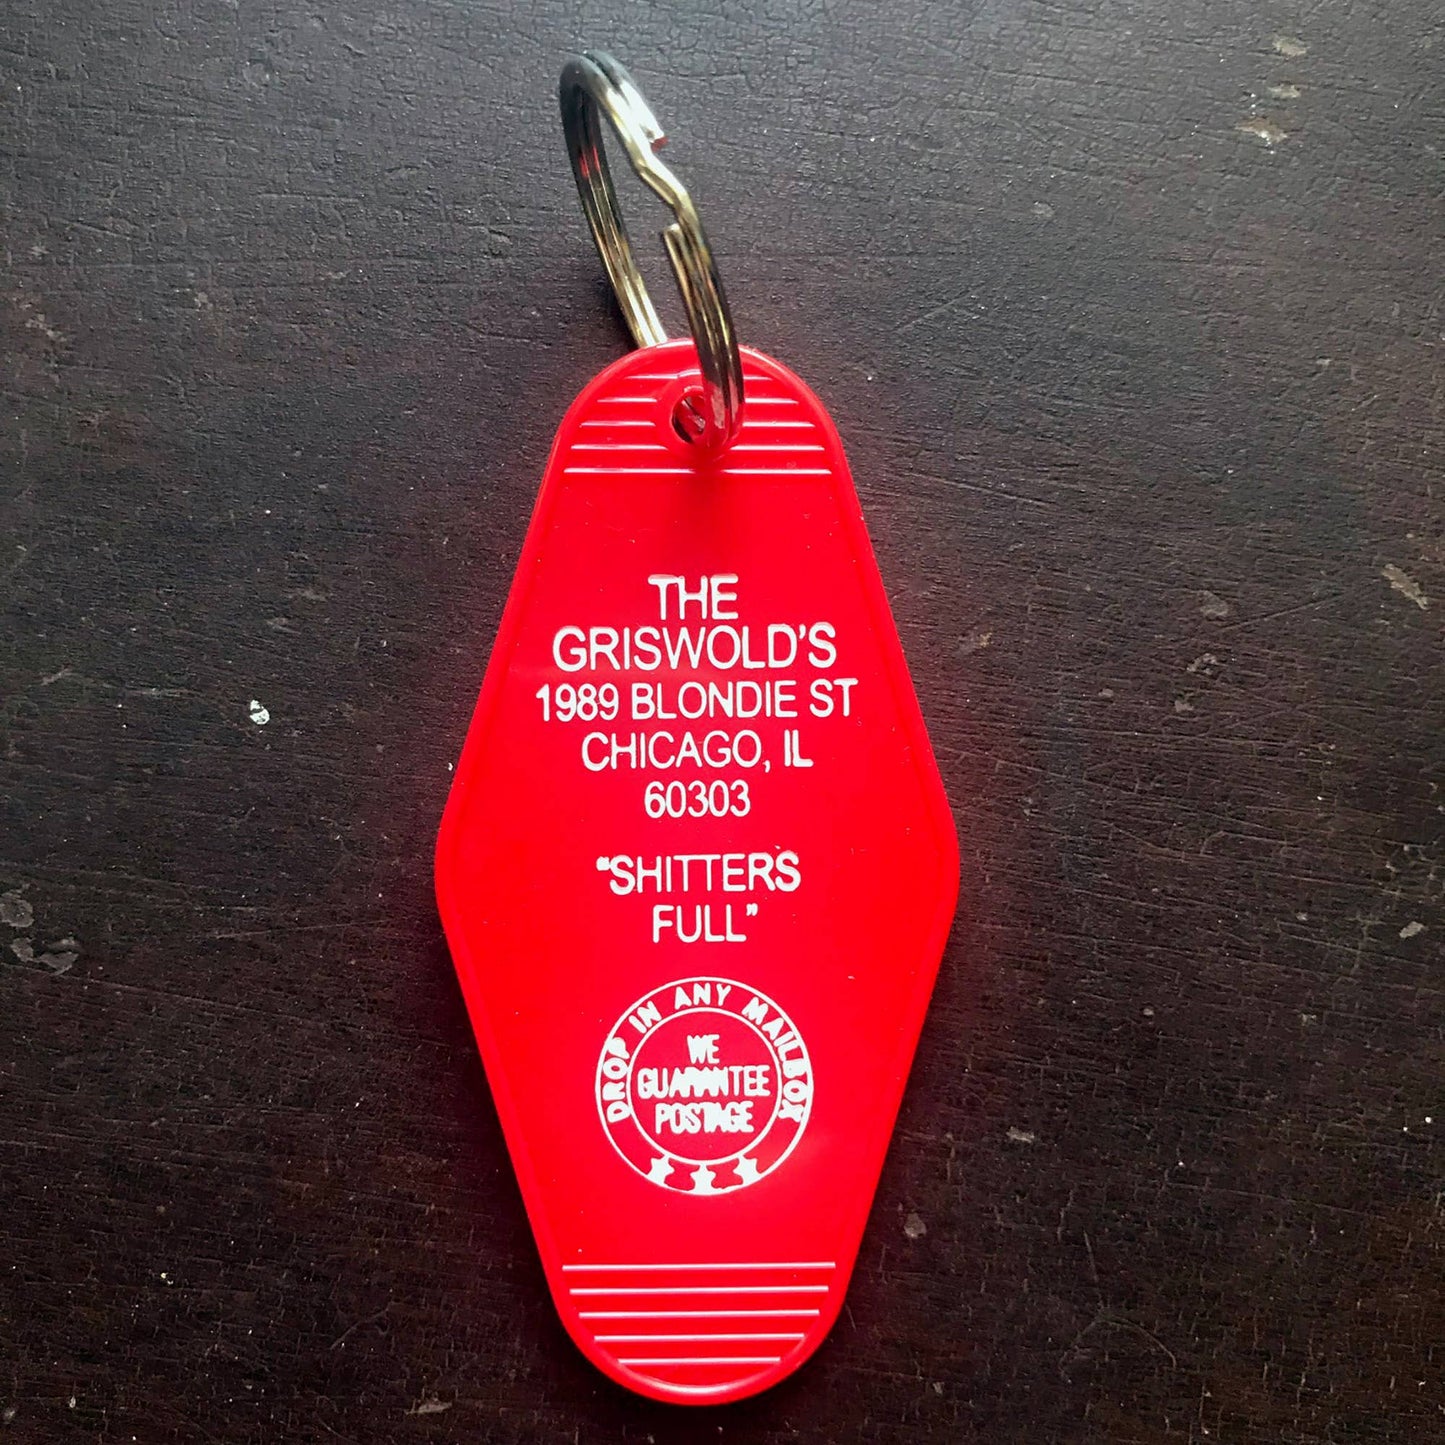 THE
GRISWOLD'S
1989 BLONDIE ST
CHICAGO, IL
60303
“SHITTERS
FULL”
DROP IN ANY MAILBOX
WE
GUARANTEE
POSTAGE